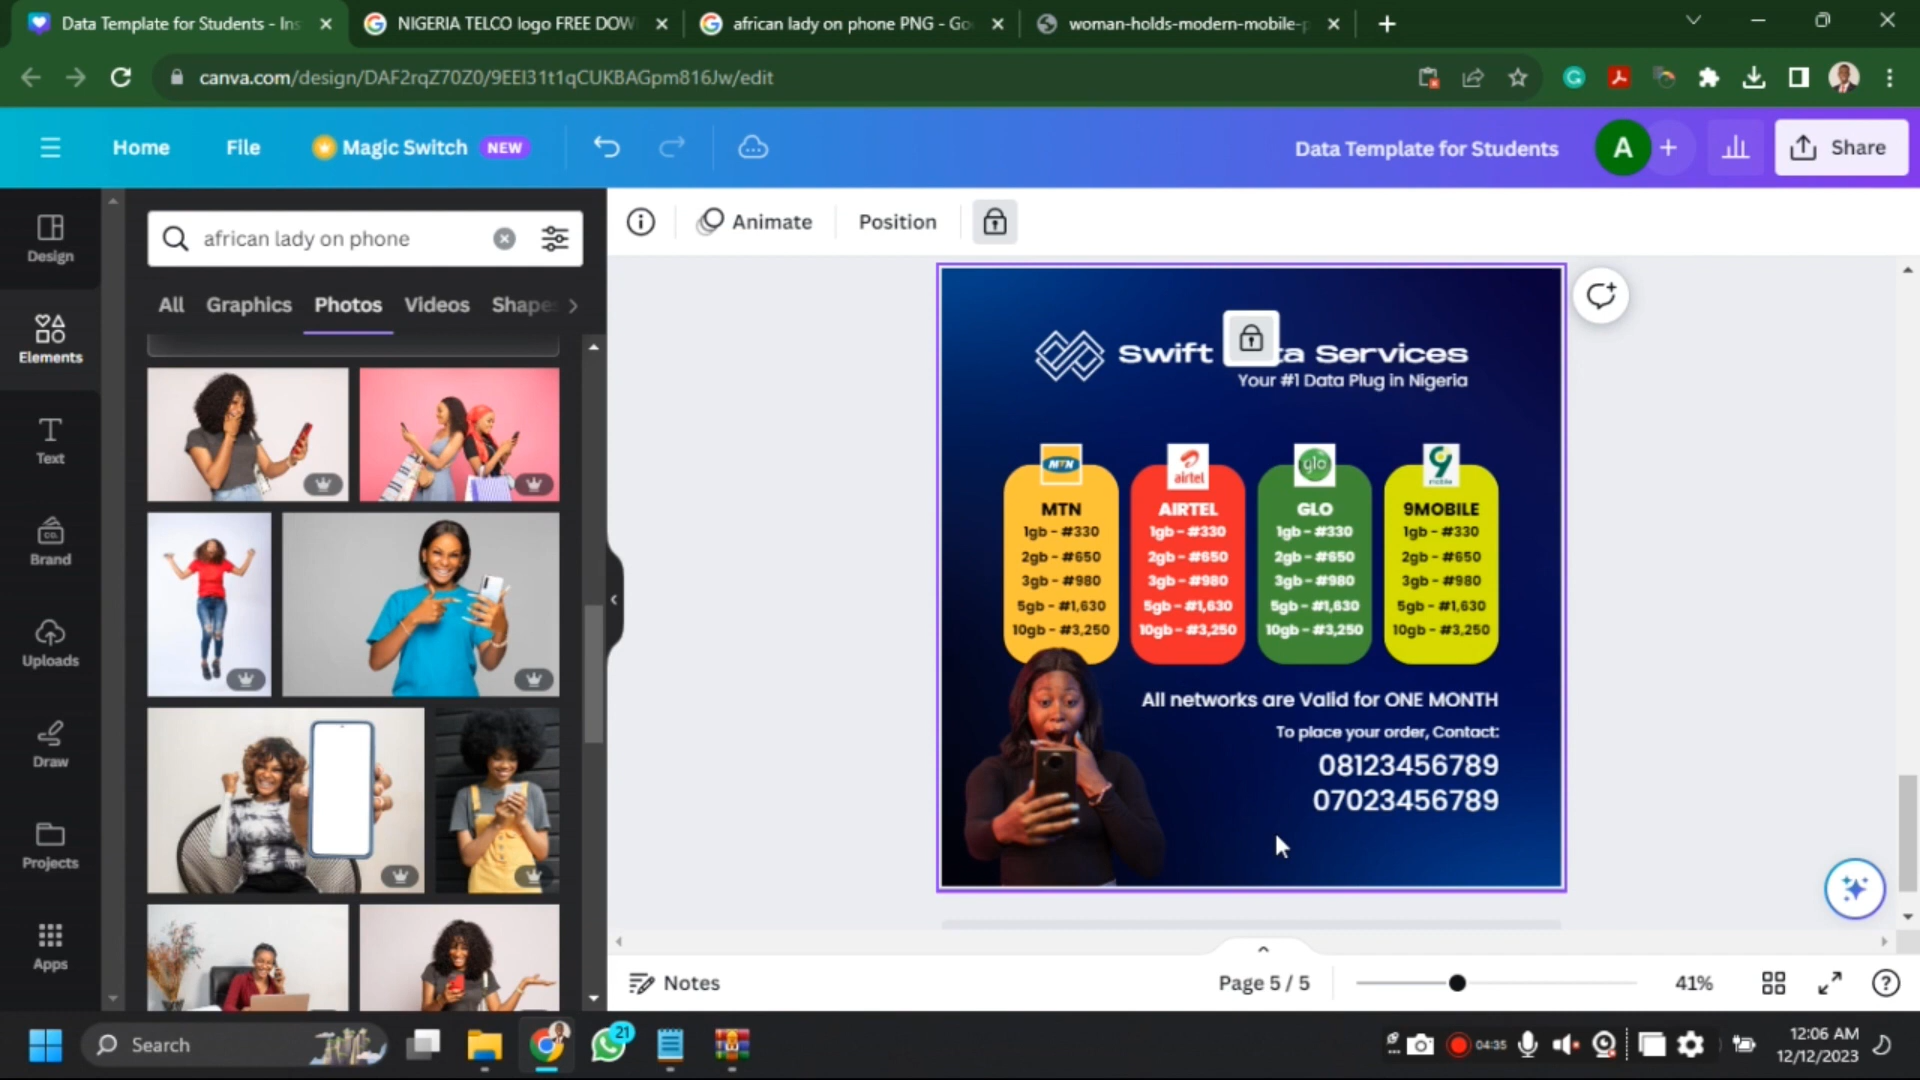 Data Template for Students - Ins
NIGERIA TELCO logo FREE DOW
african lady on phone PNG - Go
woman-holds-modern-mobile-p
canva.com/design/DAF2rqZ70Z0/9EEI31t1qCUKBAGpm816Jw/edit
Home
File
Magic Switch NEW
Data Template for Students
A
Share
Design
Elements
Text
Brand
Uploads
Draw
Projects
Apps
african lady on phone
All
Graphics
Photos
Videos
Shape
Animate
Position
Swift ta Services
Your #1 Data Plug in Nigeria
MTN
airtel
glo
mobile
MTN
1gb - #330
2gb - #650
3gb - #980
5gb - #1,630
10gb - #3,250
AIRTEL
1gb - #330
2gb - #650
3gb - #980
5gb - #1,630
10gb - #3,250
GLO
1gb - #330
2gb - #650
3gb - #980
5gb - #1,630
10gb - #3,250
9MOBILE
1gb - #330
2gb - #650
3gb - #980
5gb - #1,630
10gb - #3,250
All networks are Valid for ONE MONTH
To place your order, Contact:
08123456789
07023456789
Notes
Page 5 / 5
41%
Search
21
04:35
12:06 AM
12/12/2023